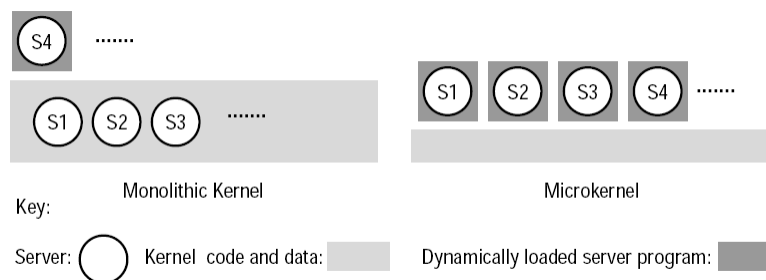 S4 .......
S1 S2 S3 .......
S1 S2 S3 S4 .......
Monolithic Kernel
Microkernel
Key:
Server:
Kernel code and data:
Dynamically loaded server program: